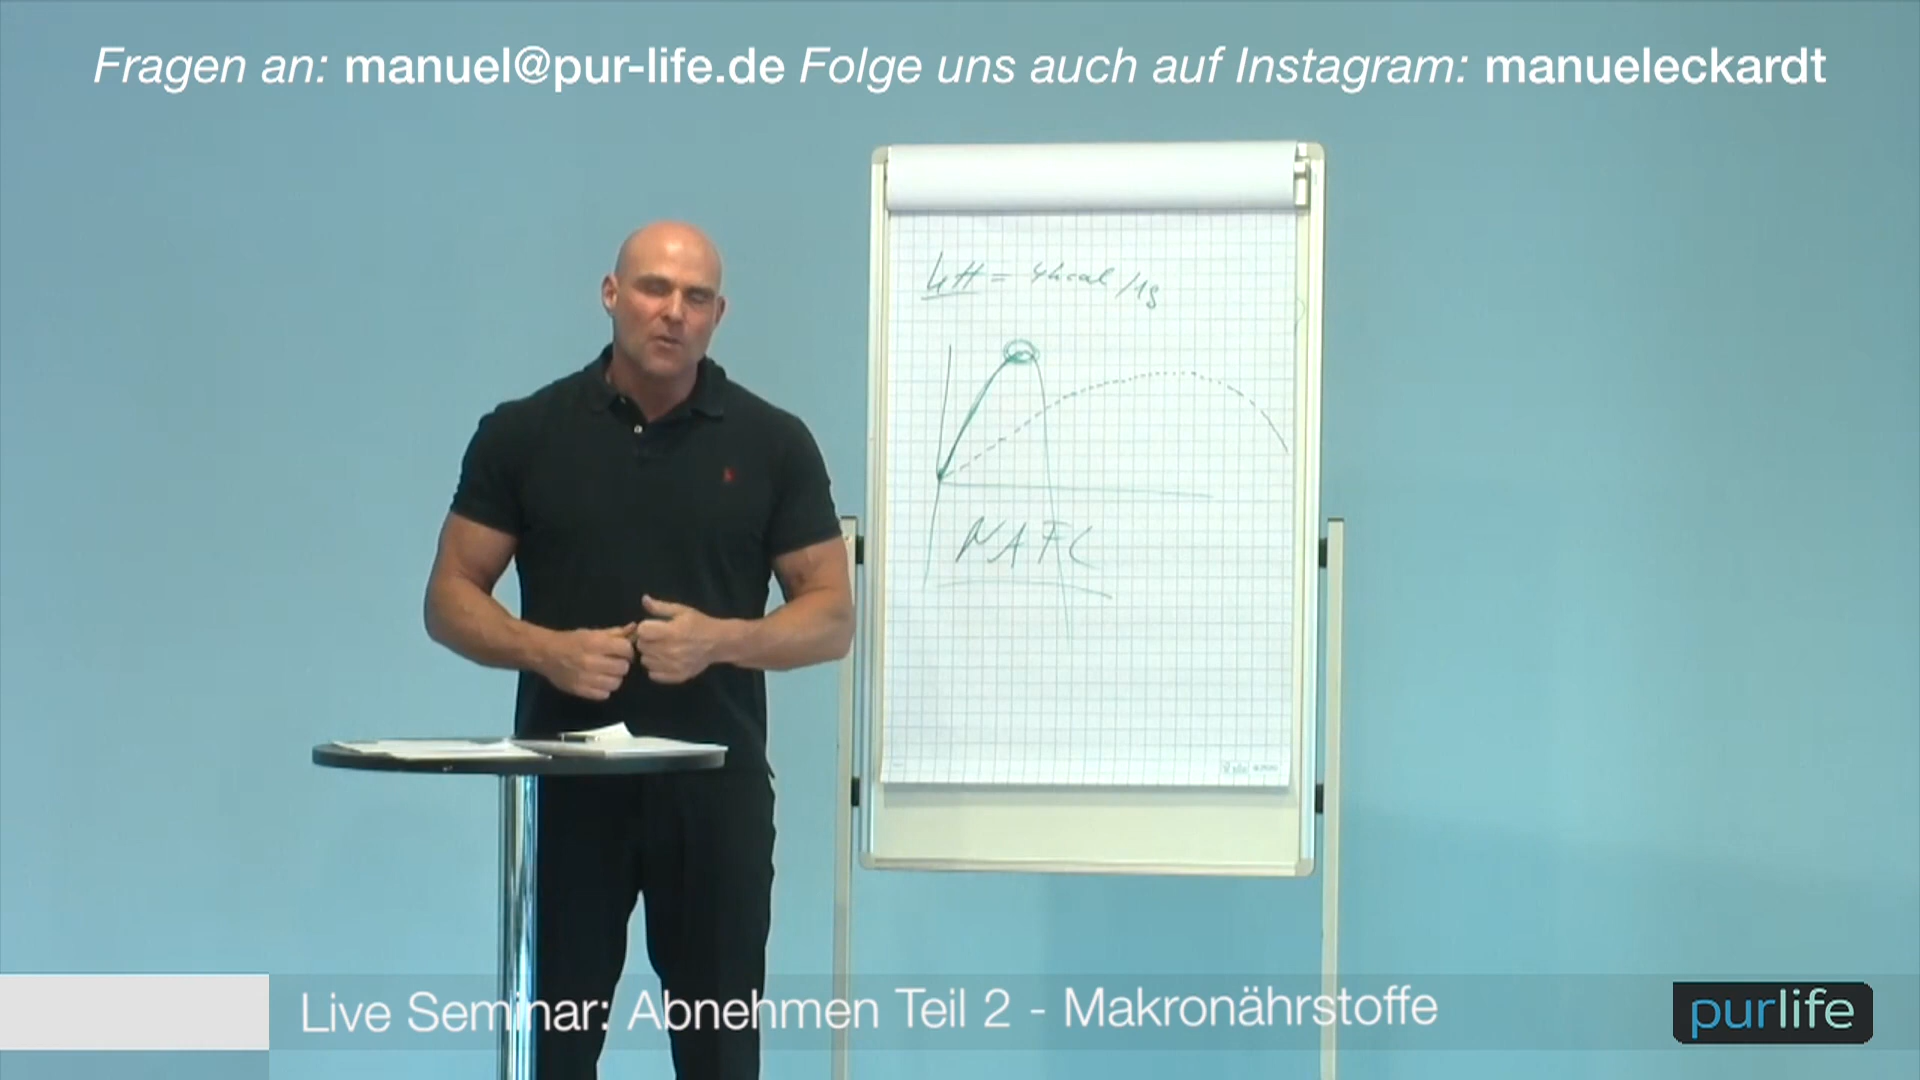 Fragen an: manuel@pur-life.de Folge uns auch auf Instagram: manueleckardt
KH = 4kcal/1g
Live Seminar: Abnehmen Teil 2 - Makronährstoffe
purlife